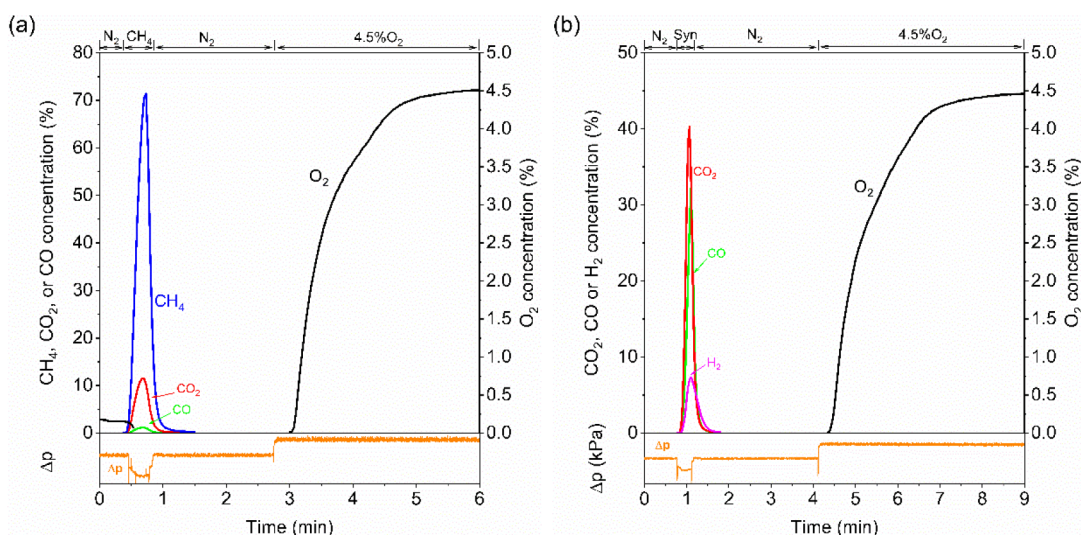 (a)
N₂ CH₄ N₂ 4.5%O₂
CH₄, CO₂, or CO concentration (%)
80
70
60
50
40
30
20
10
0
O₂
CH₄
CO₂
CO
5.0
4.5
4.0
3.5
3.0
2.5
2.0
1.5
1.0
0.5
0.0
O₂ concentration (%)
Δp
Δp
0 1 2 3 4 5 6
Time (min)
(b)
N₂ Syn N₂ 4.5%O₂
CO₂, CO or H₂ concentration (%)
50
40
30
20
10
0
CO₂
O₂
CO
H₂
5.0
4.5
4.0
3.5
3.0
2.5
2.0
1.5
1.0
0.5
0.0
O₂ concentration (%)
Δp (kPa)
Δp
0 1 2 3 4 5 6 7 8 9
Time (min)